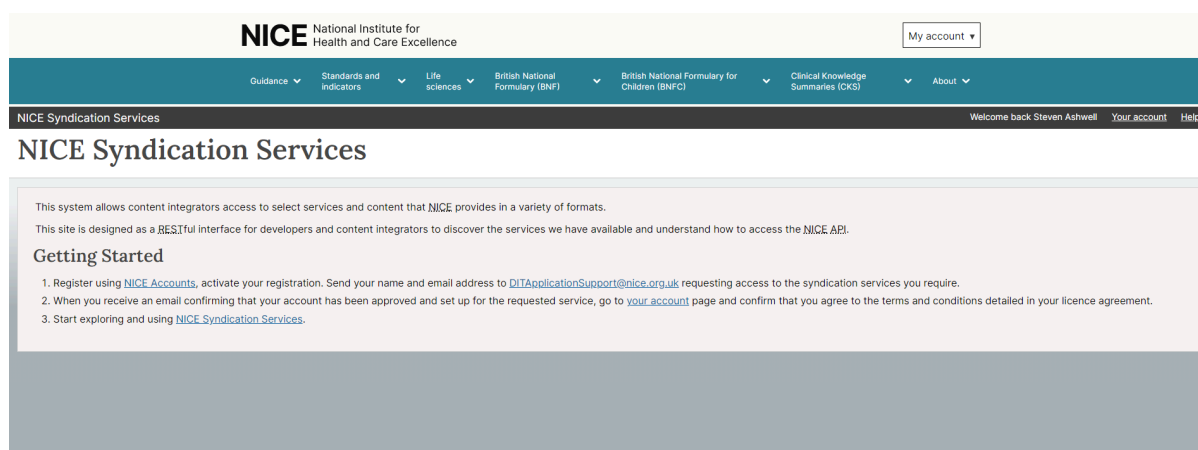 NICE National Institute for
Health and Care Excellence
My account ▾
Guidance
Standards and
indicators
Life
sciences
British National
Formulary (BNF)
British National Formulary for
Children (BNFC)
Clinical Knowledge
Summaries (CKS)
About
NICE Syndication Services
Welcome back Steven Ashwell Your account Help
NICE Syndication Services
This system allows content integrators access to select services and content that NICE provides in a variety of formats.
This site is designed as a RESTful interface for developers and content integrators to discover the services we have available and understand how to access the NICE API.
Getting Started
1. Register using NICE Accounts, activate your registration. Send your name and email address to DITApplicationSupport@nice.org.uk requesting access to the syndication services you require.
2. When you receive an email confirming that your account has been approved and set up for the requested service, go to your account page and confirm that you agree to the terms and conditions detailed in your licence agreement.
3. Start exploring and using NICE Syndication Services.